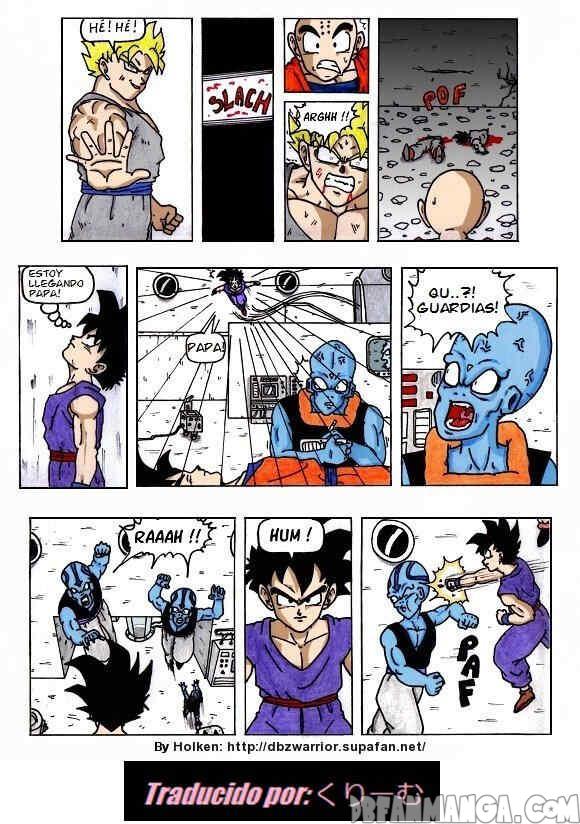 HÉ! HÉ!
SLACH
ARGHH !!
POF
ESTOY
LLEGANDO
PAPA!
PAPA!
QU..?!
GUARDIAS!
RAAAH !!
HUM !
PAF
By Holken: http://dbzwarrior.supafan.net/
Traducido por: くりーむ
DBFANMANGA.COM